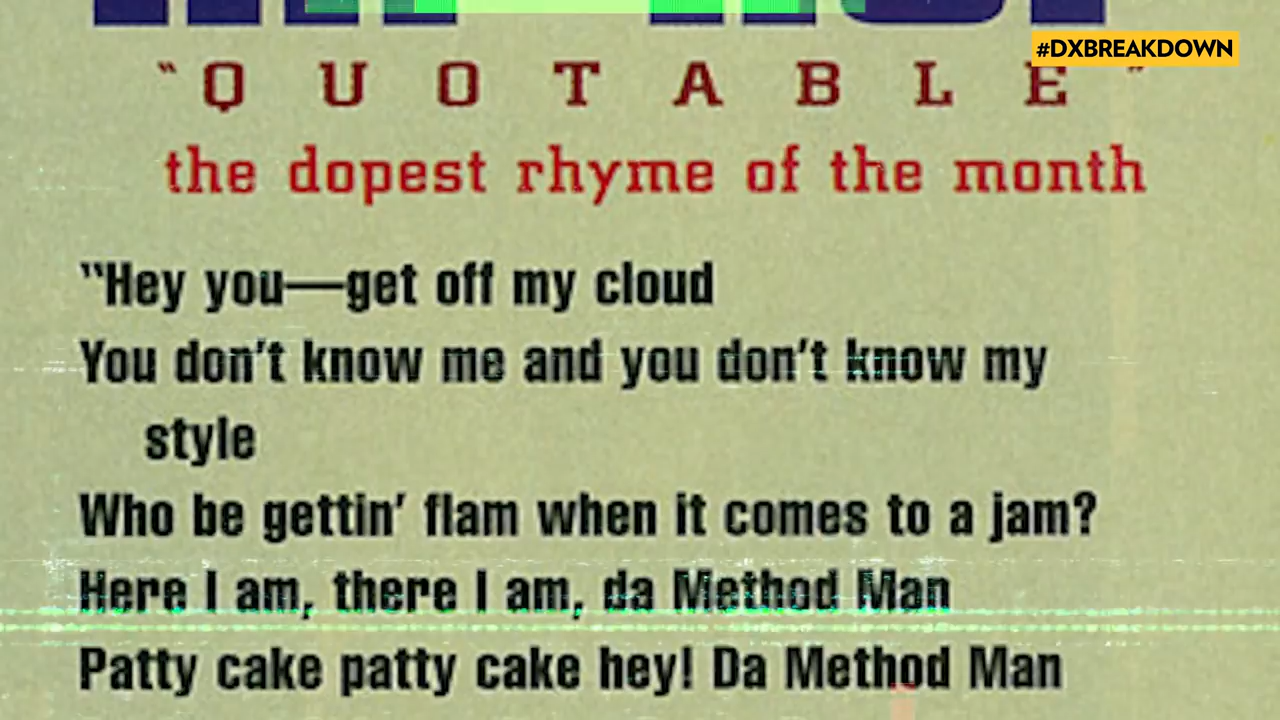 #DXBREAKDOWN
"QUOTABLE"
the dopest rhyme of the month
"Hey you—get off my cloud
You don't know me and you don't know my
style
Who be gettin' flam when it comes to a jam?
Here I am, there I am, da Method Man
Patty cake patty cake hey! Da Method Man